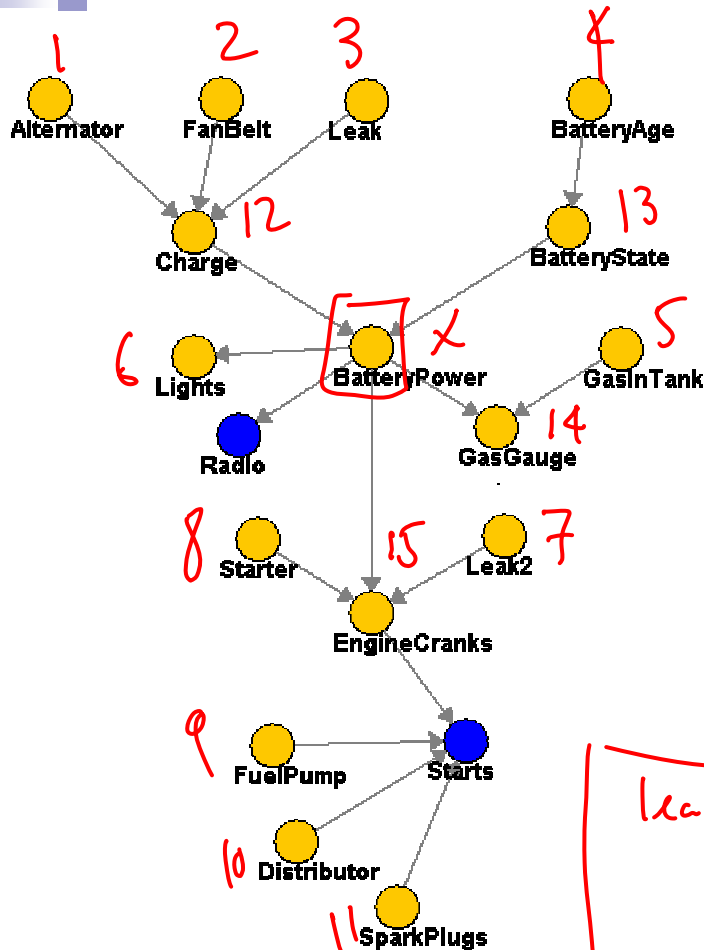 1
2
3
4
Alternator
FanBelt
Leak
BatteryAge
12
13
Charge
BatteryState
6
X
5
Lights
BatteryPower
GasInTank
14
Radio
GasGauge
8
15
7
Starter
Leak2
EngineCranks
9
FuelPump
Starts
10
Distributor
11
SparkPlugs